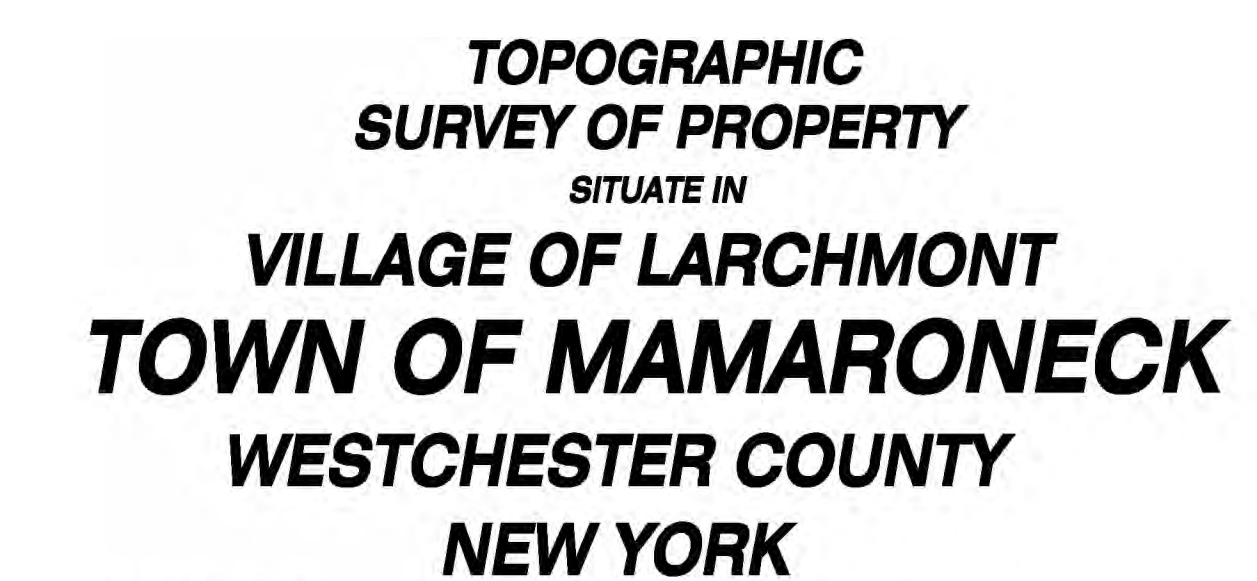 TOPOGRAPHIC
SURVEY OF PROPERTY
SITUATE IN
VILLAGE OF LARCHMONT
TOWN OF MAMARONECK
WESTCHESTER COUNTY
NEW YORK